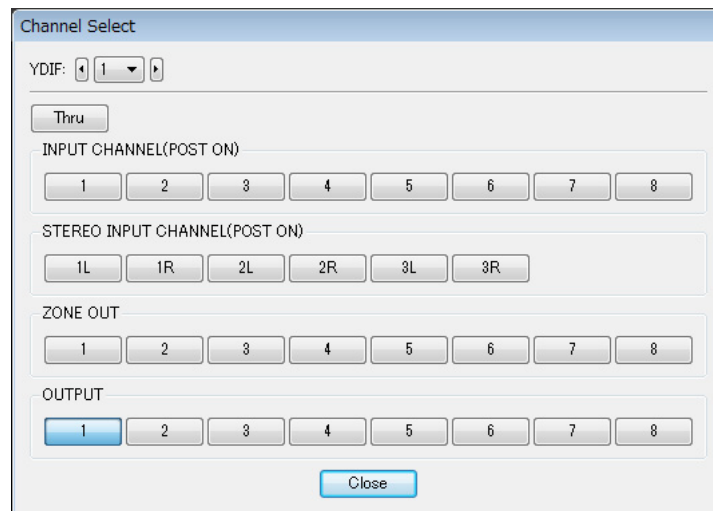 Channel Select
YDIF: 1
Thru
INPUT CHANNEL(POST ON)
1 2 3 4 5 6 7 8
STEREO INPUT CHANNEL(POST ON)
1L 1R 2L 2R 3L 3R
ZONE OUT
1 2 3 4 5 6 7 8
OUTPUT
1 2 3 4 5 6 7 8
Close